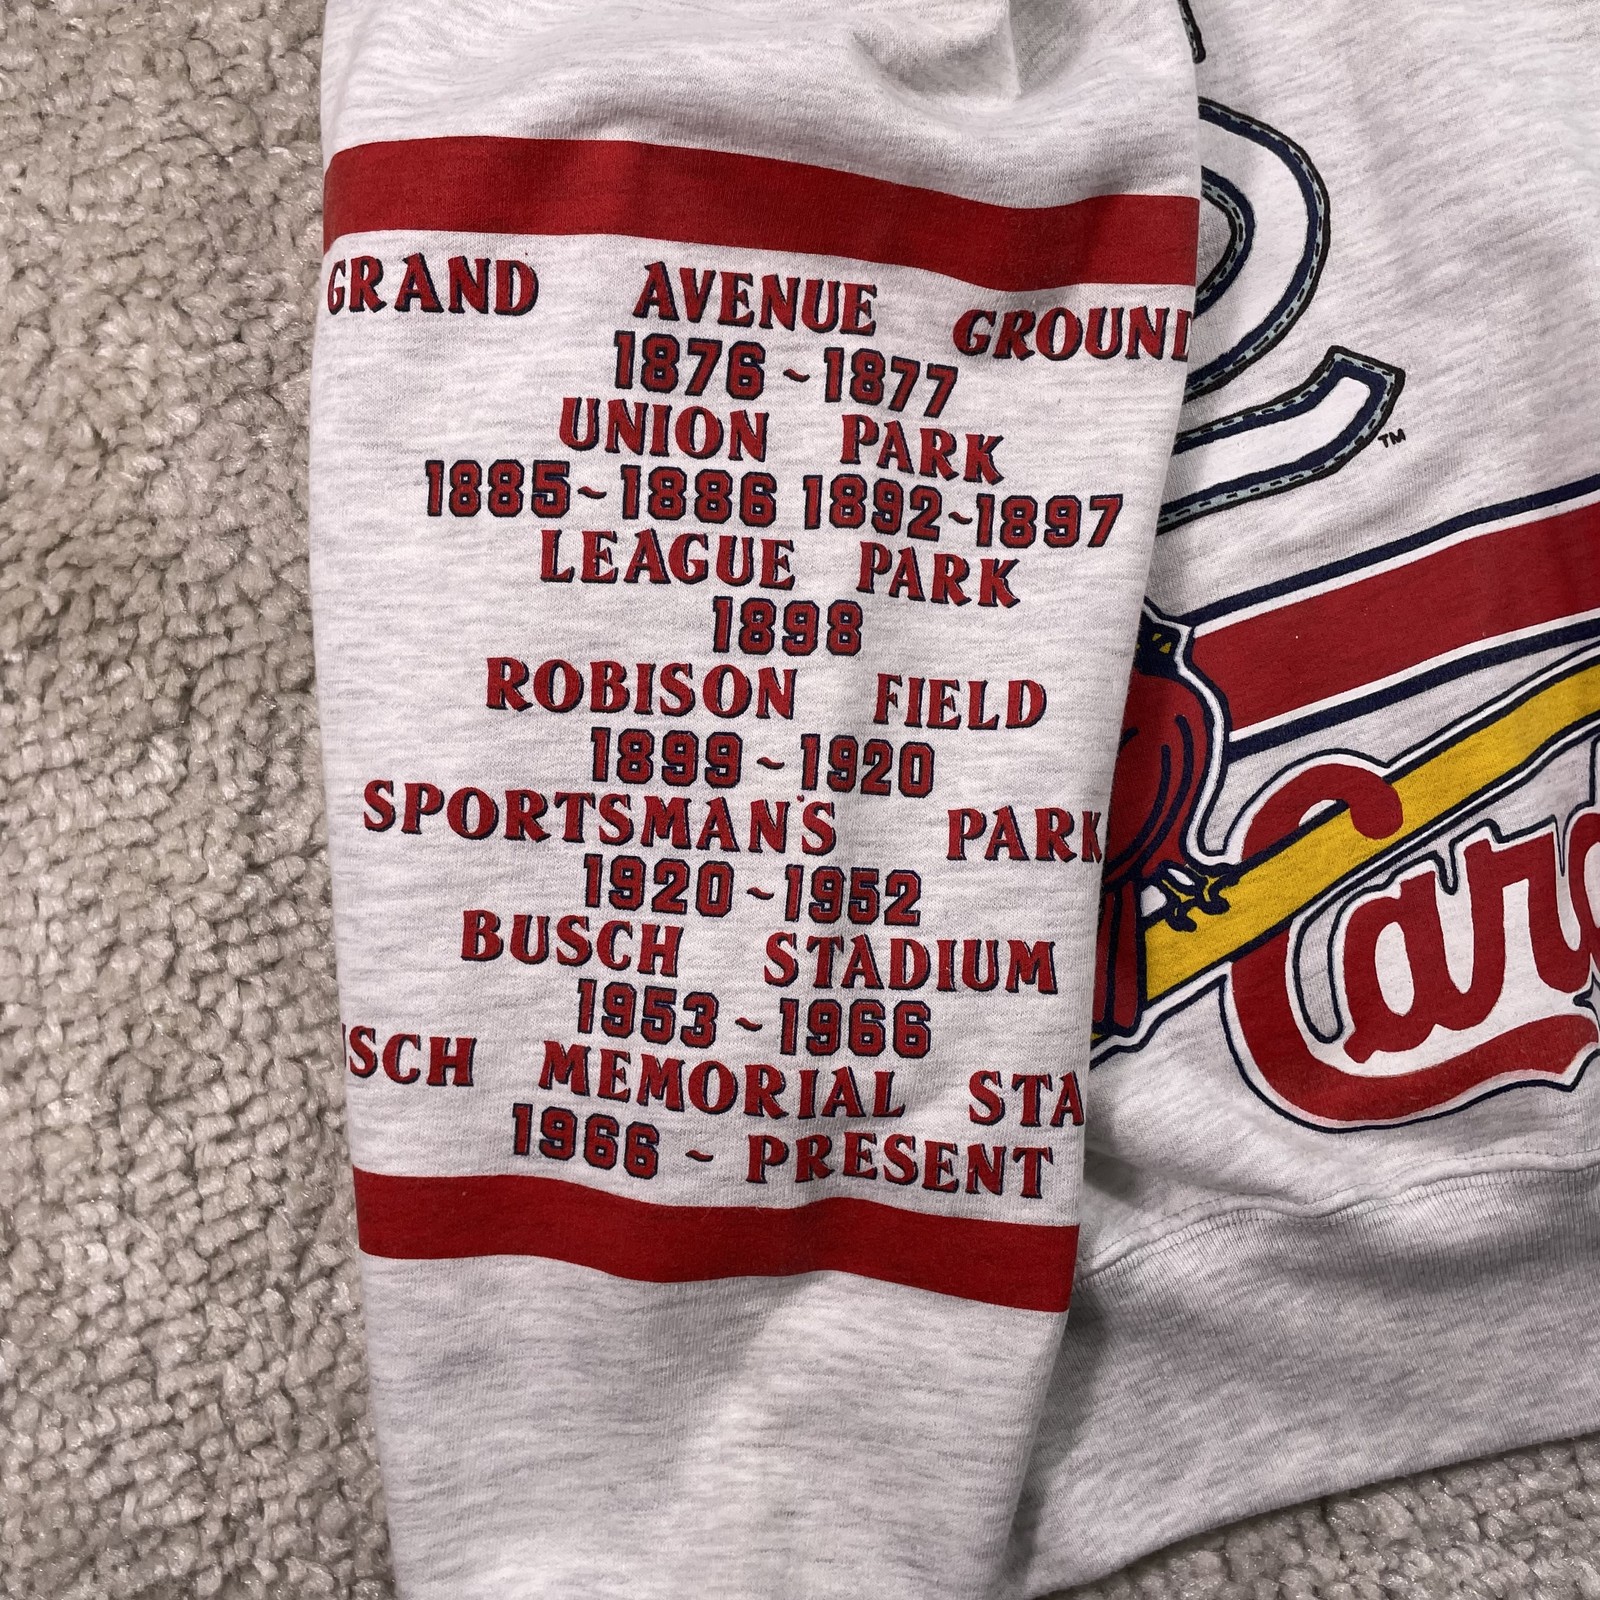 GRAND AVENUE GROUND
1876~1877
UNION PARK
1885~1886 1892~1897
LEAGUE PARK
1898
ROBISON FIELD
1899~1920
SPORTSMAN'S PARK
1920~1952
BUSCH STADIUM
1953~1966
SCH MEMORIAL STA
1966 ~ PRESENT
TM
Card